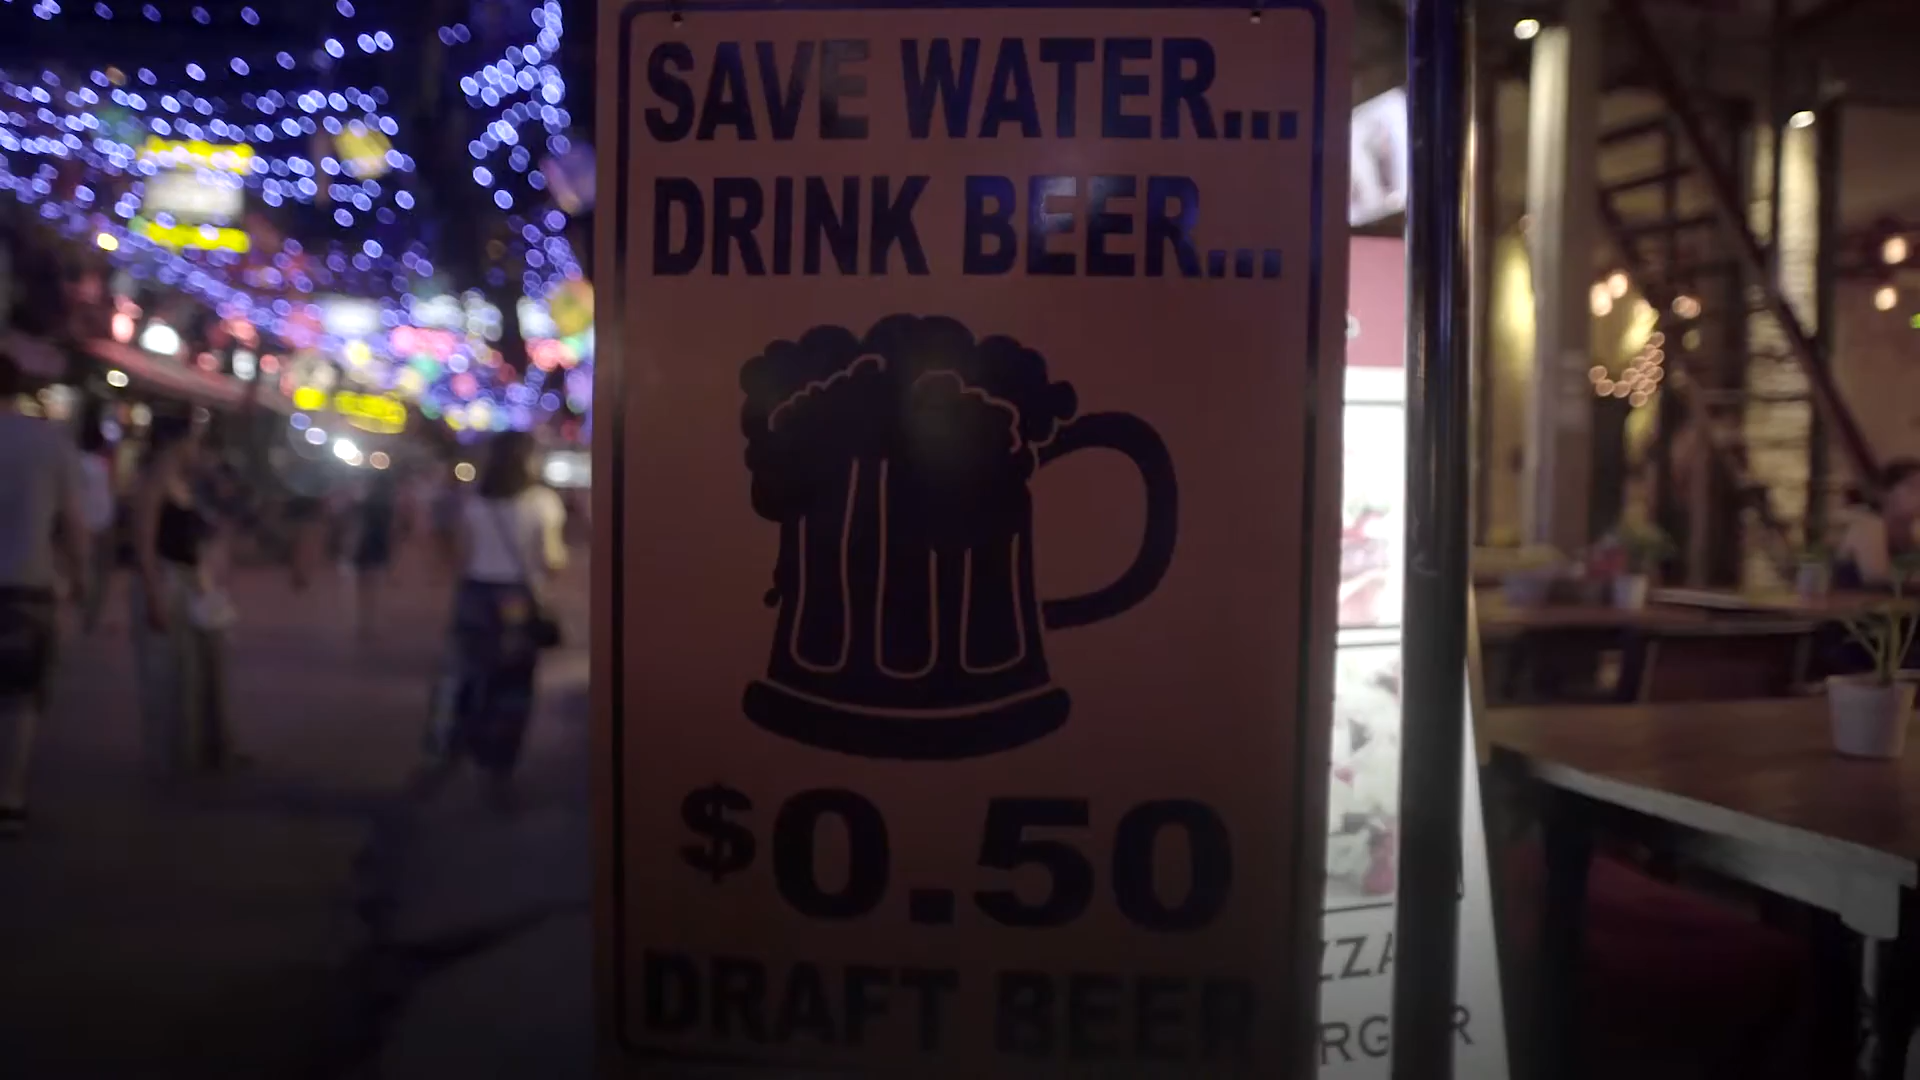 SAVE WATER...
DRINK BEER...
$0.50
DRAFT BEER